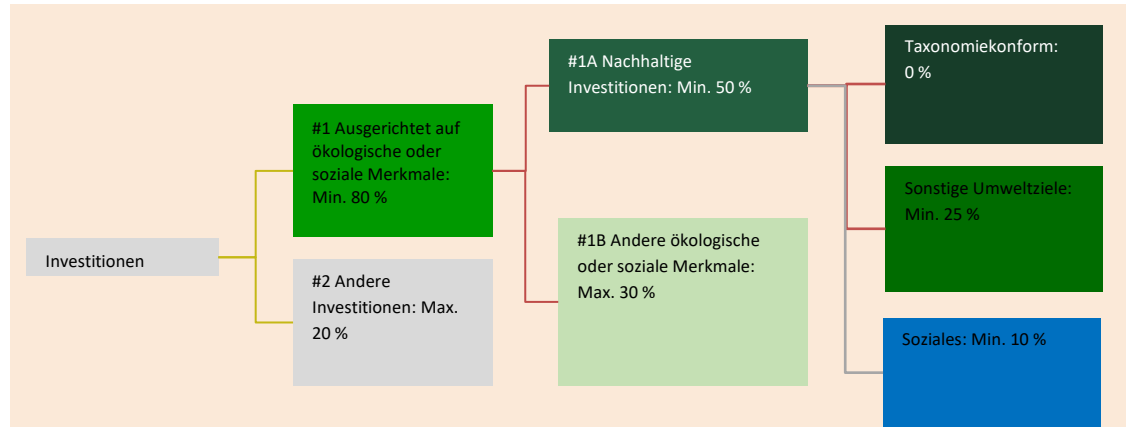 Investitionen
#1 Ausgerichtet auf
ökologische oder
soziale Merkmale:
Min. 80 %
#2 Andere
Investitionen: Max.
20 %
#1A Nachhaltige
Investitionen: Min. 50 %
#1B Andere ökologische
oder soziale Merkmale:
Max. 30 %
Taxonomiekonform:
0 %
Sonstige Umweltziele:
Min. 25 %
Soziales: Min. 10 %